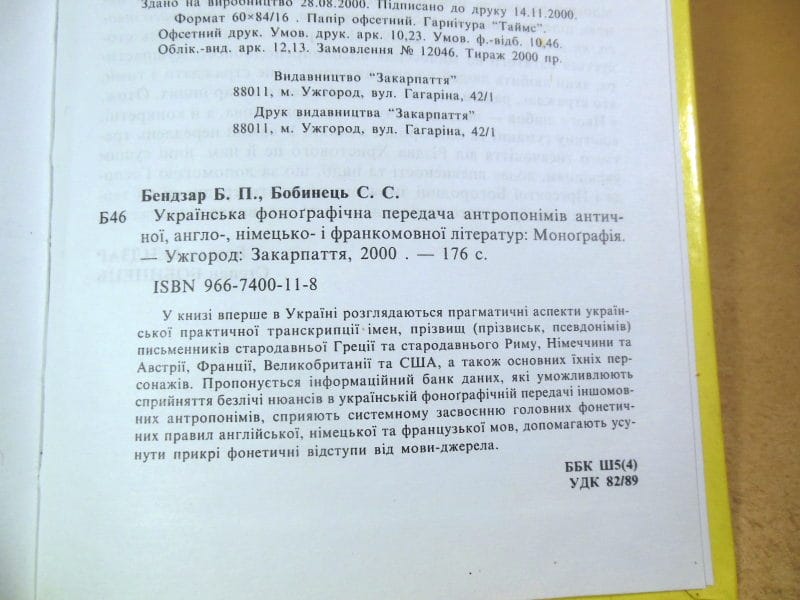 Здано на виробництво 28.08.2000. Підписано до друку 14.11.2000.
Формат 60×84/16 . Папір офсетний. Гарнітура “Таймс”.
Офсетний друк. Умов. друк. арк. 10,23. Умов. ф.-відб. 10,46.
Облік.-вид. арк. 12,13. Замовлення № 12046. Тираж 2000 пр.
Видавництво “Закарпаття”
88011, м. Ужгород, вул. Гагаріна, 42/1
Друк видавництва “Закарпаття”
88011, м. Ужгород, вул. Гагаріна, 42/1
Бендзар Б. П., Бобинець С. С.
Б46 Українська фоноґрафічна передача антропонімів антич-
ної, англо-, німецько- і франкомовної літератур: Моноґрафія.
— Ужгород: Закарпаття, 2000 . — 176 с.
ISBN 966-7400-11-8
У книзі вперше в Україні розглядаються прагматичні аспекти україн-
ської практичної транскрипції імен, прізвищ (прізвиськ, псевдонімів)
письменників стародавньої Греції та стародавнього Риму, Німеччини та
Австрії, Франції, Великобританії та США, а також основних їхніх пер-
сонажів. Пропонується інформаційний банк даних, які уможливлюють
сприйняття безлічі нюансів в українській фоноґрафічній передачі іншомов-
них антропонімів, сприяють системному засвоєнню головних фонетич-
них правил англійської, німецької та французької мов, допомагають усу-
нути прикрі фонетичні відступи від мови-джерела.
ББК Ш5(4)
УДК 82/89